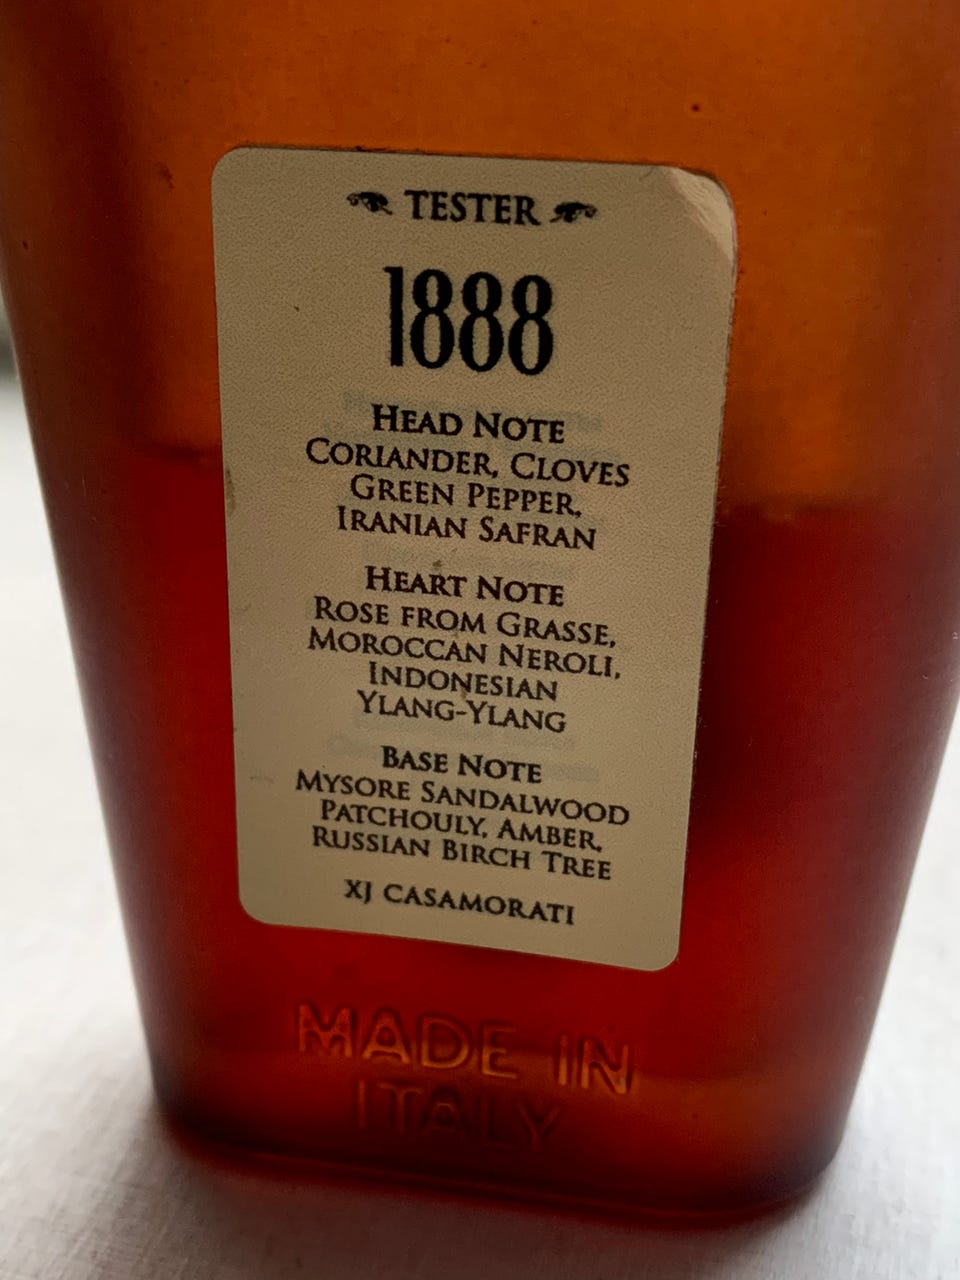 TESTER
1888
HEAD NOTE
CORIANDER, CLOVES
GREEN PEPPER,
IRANIAN SAFRAN
HEART NOTE
ROSE FROM GRASSE,
MOROCCAN NEROLI,
INDONESIAN
YLANG-YLANG
BASE NOTE
MYSORE SANDALWOOD
PATCHOULY, AMBER,
RUSSIAN BIRCH TREE
XJ CASAMORATI
MADE IN
ITALY